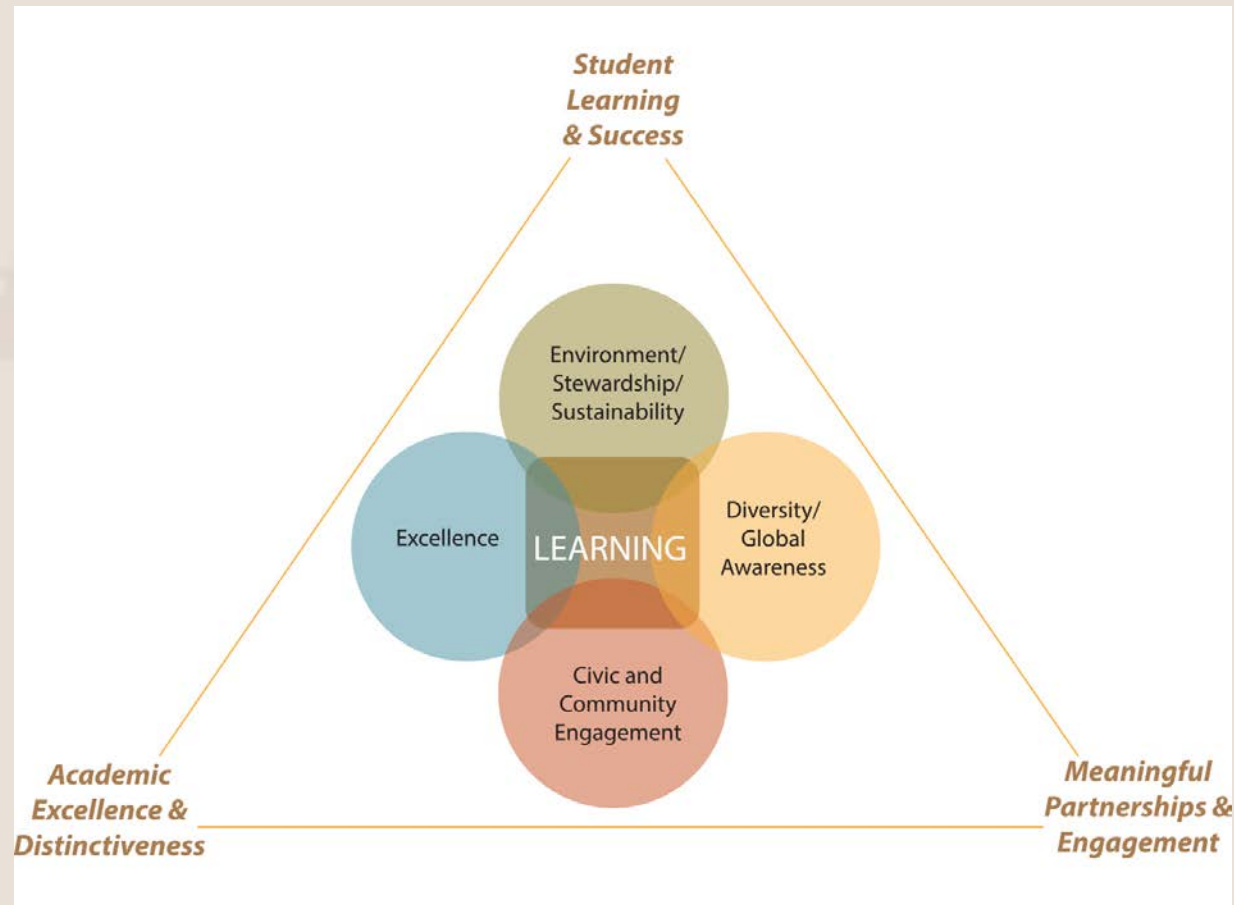 Student
Learning
& Success
Environment/
Stewardship/
Sustainability
Excellence
LEARNING
Diversity/
Global
Awareness
Civic and
Community
Engagement
Academic
Excellence &
Distinctiveness
Meaningful
Partnerships &
Engagement